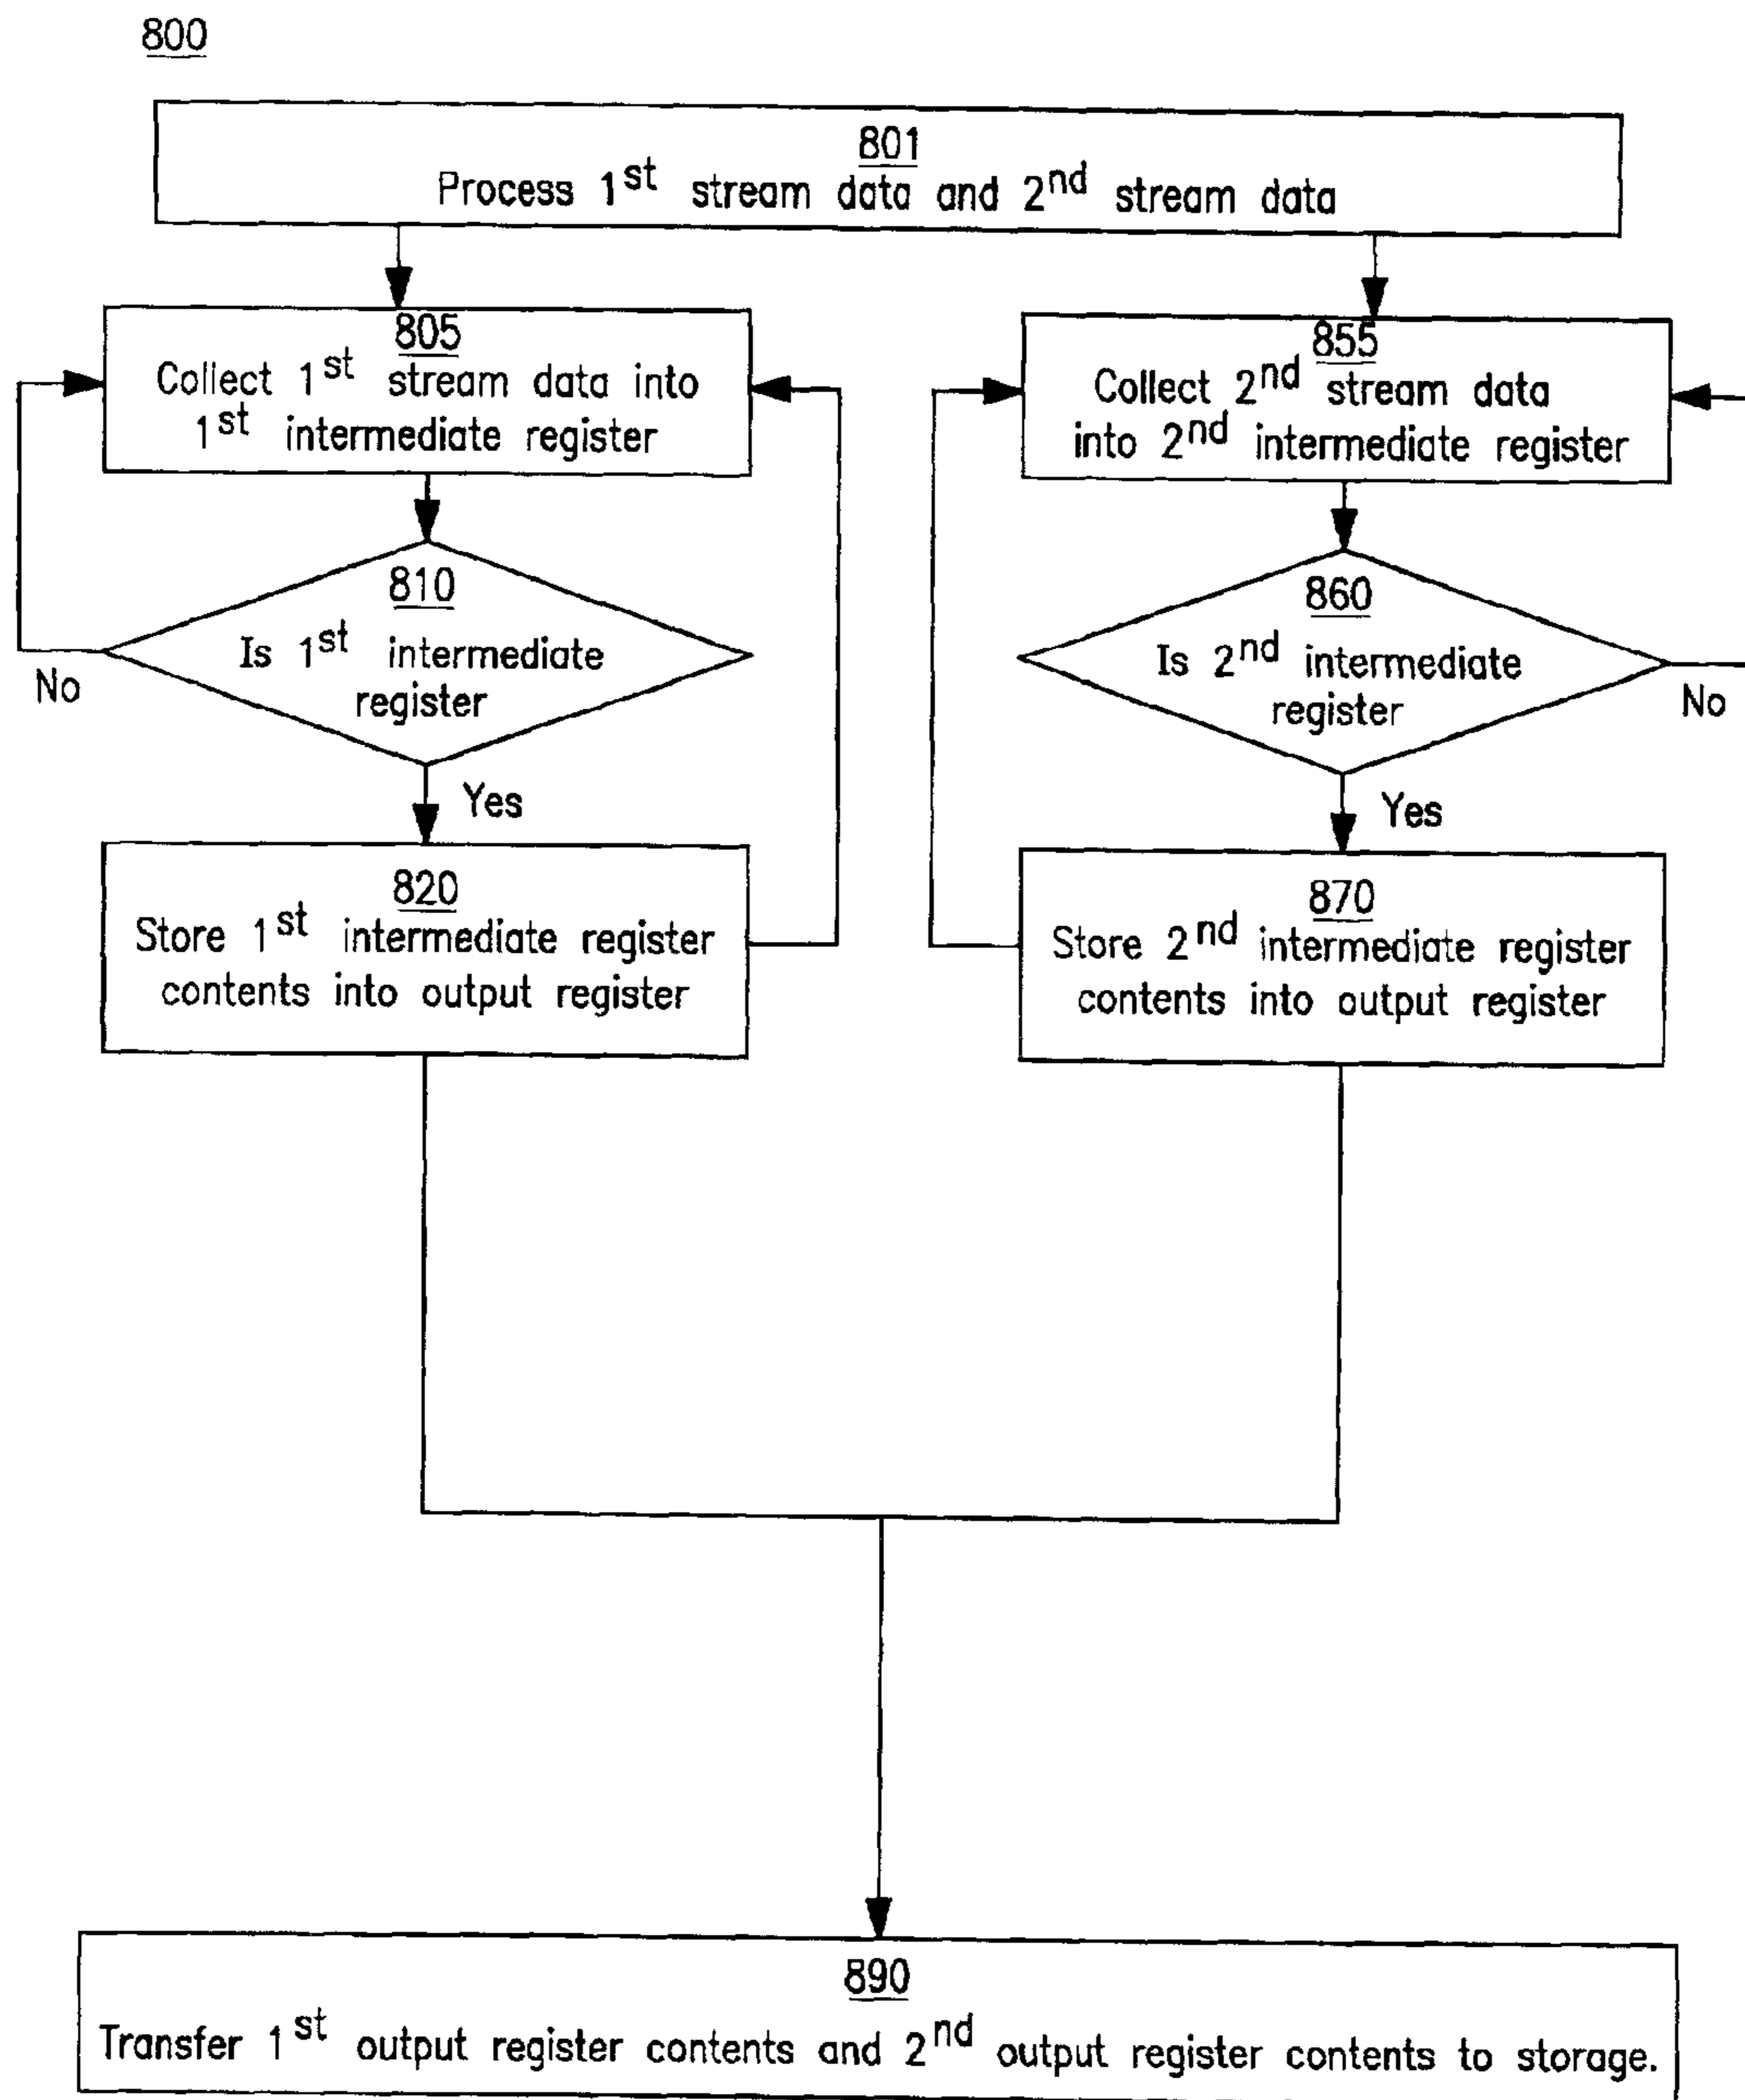 800
801
Process 1st stream data and 2nd stream data
805
Collect 1st stream data into
1st intermediate register
855
Collect 2nd stream data
into 2nd intermediate register
810
Is 1st intermediate
register
No
Yes
860
Is 2nd intermediate
register
No
Yes
820
Store 1st intermediate register
contents into output register
870
Store 2nd intermediate register
contents into output register
890
Transfer 1st output register contents and 2nd output register contents to storage.